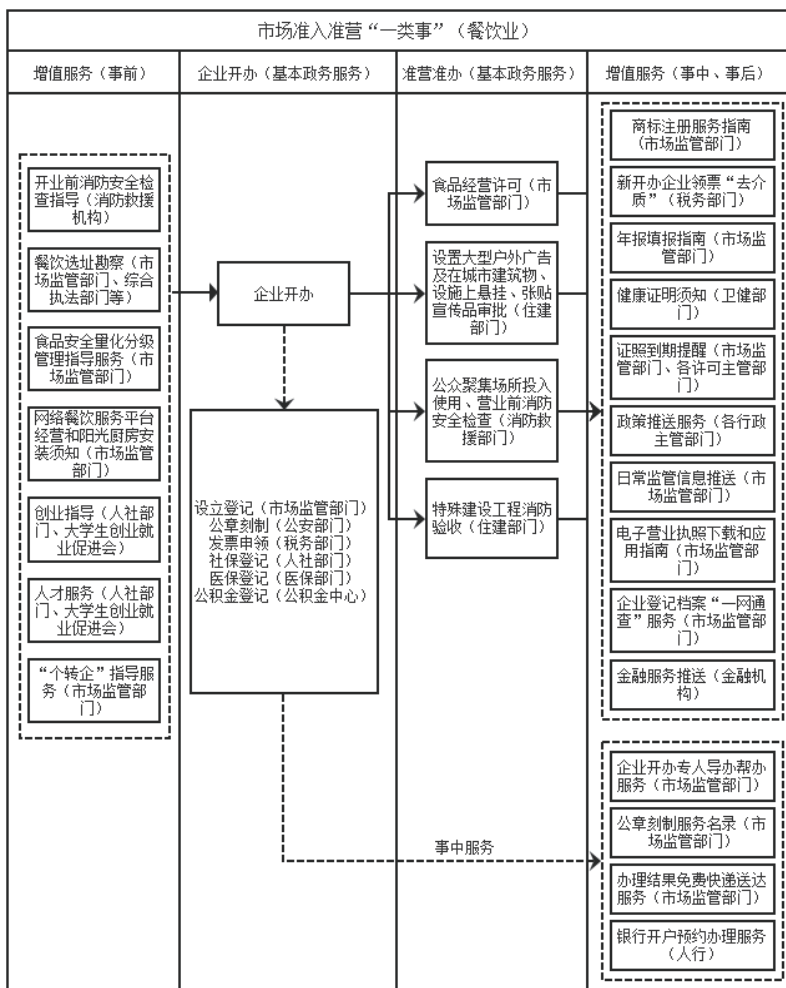 市场准入准营“一类事”（餐饮业）
增值服务（事前）
企业开办（基本政务服务）
准营准办（基本政务服务）
增值服务（事中、事后）
开业前消防安全检
查指导（消防救援
机构）
餐饮选址勘察（市
场监管部门、综合
执法部门等）
食品安全量化分级
管理指导服务（市
场监管部门）
网络餐饮服务平台
经营和阳光厨房安
装须知（市场监管
部门）
创业指导（人社部
门、大学生创业就
业促进会）
人才服务（人社部
门、大学生创业就
业促进会）
“个转企”指导服
务（市场监管部
门）
企业开办
设立登记（市场监管部门）
公章刻制（公安部门）
发票申领（税务部门）
社保登记（人社部门）
医保登记（医保部门）
公积金登记（公积金中心）
食品经营许可（市
场监管部门）
设置大型户外广告
及在城市建筑物、
设施上悬挂、张贴
宣传品审批（住建
部门）
公众聚集场所投入
使用、营业前消防
安全检查（消防救
援部门）
特殊建设工程消防
验收（住建部门）
事中服务
商标注册服务指南
（市场监管部门）
新开办企业领票“去介
质”（税务部门）
年报填报指南（市场监
管部门）
健康证明须知（卫健部
门）
证照到期提醒（市场监
管部门、各许可主管部
门）
政策推送服务（各行政
主管部门）
日常监管信息推送（市
场监管部门）
电子营业执照下载和应
用指南（市场监管部
门）
企业登记档案“一网通
查”服务（市场监管部
门）
金融服务推送（金融机
构）
企业开办专人导办帮办
服务（市场监管部门）
公章刻制服务名录（市
场监管部门）
办理结果免费快递送达
服务（市场监管部门）
银行开户预约办理服务
（人行）